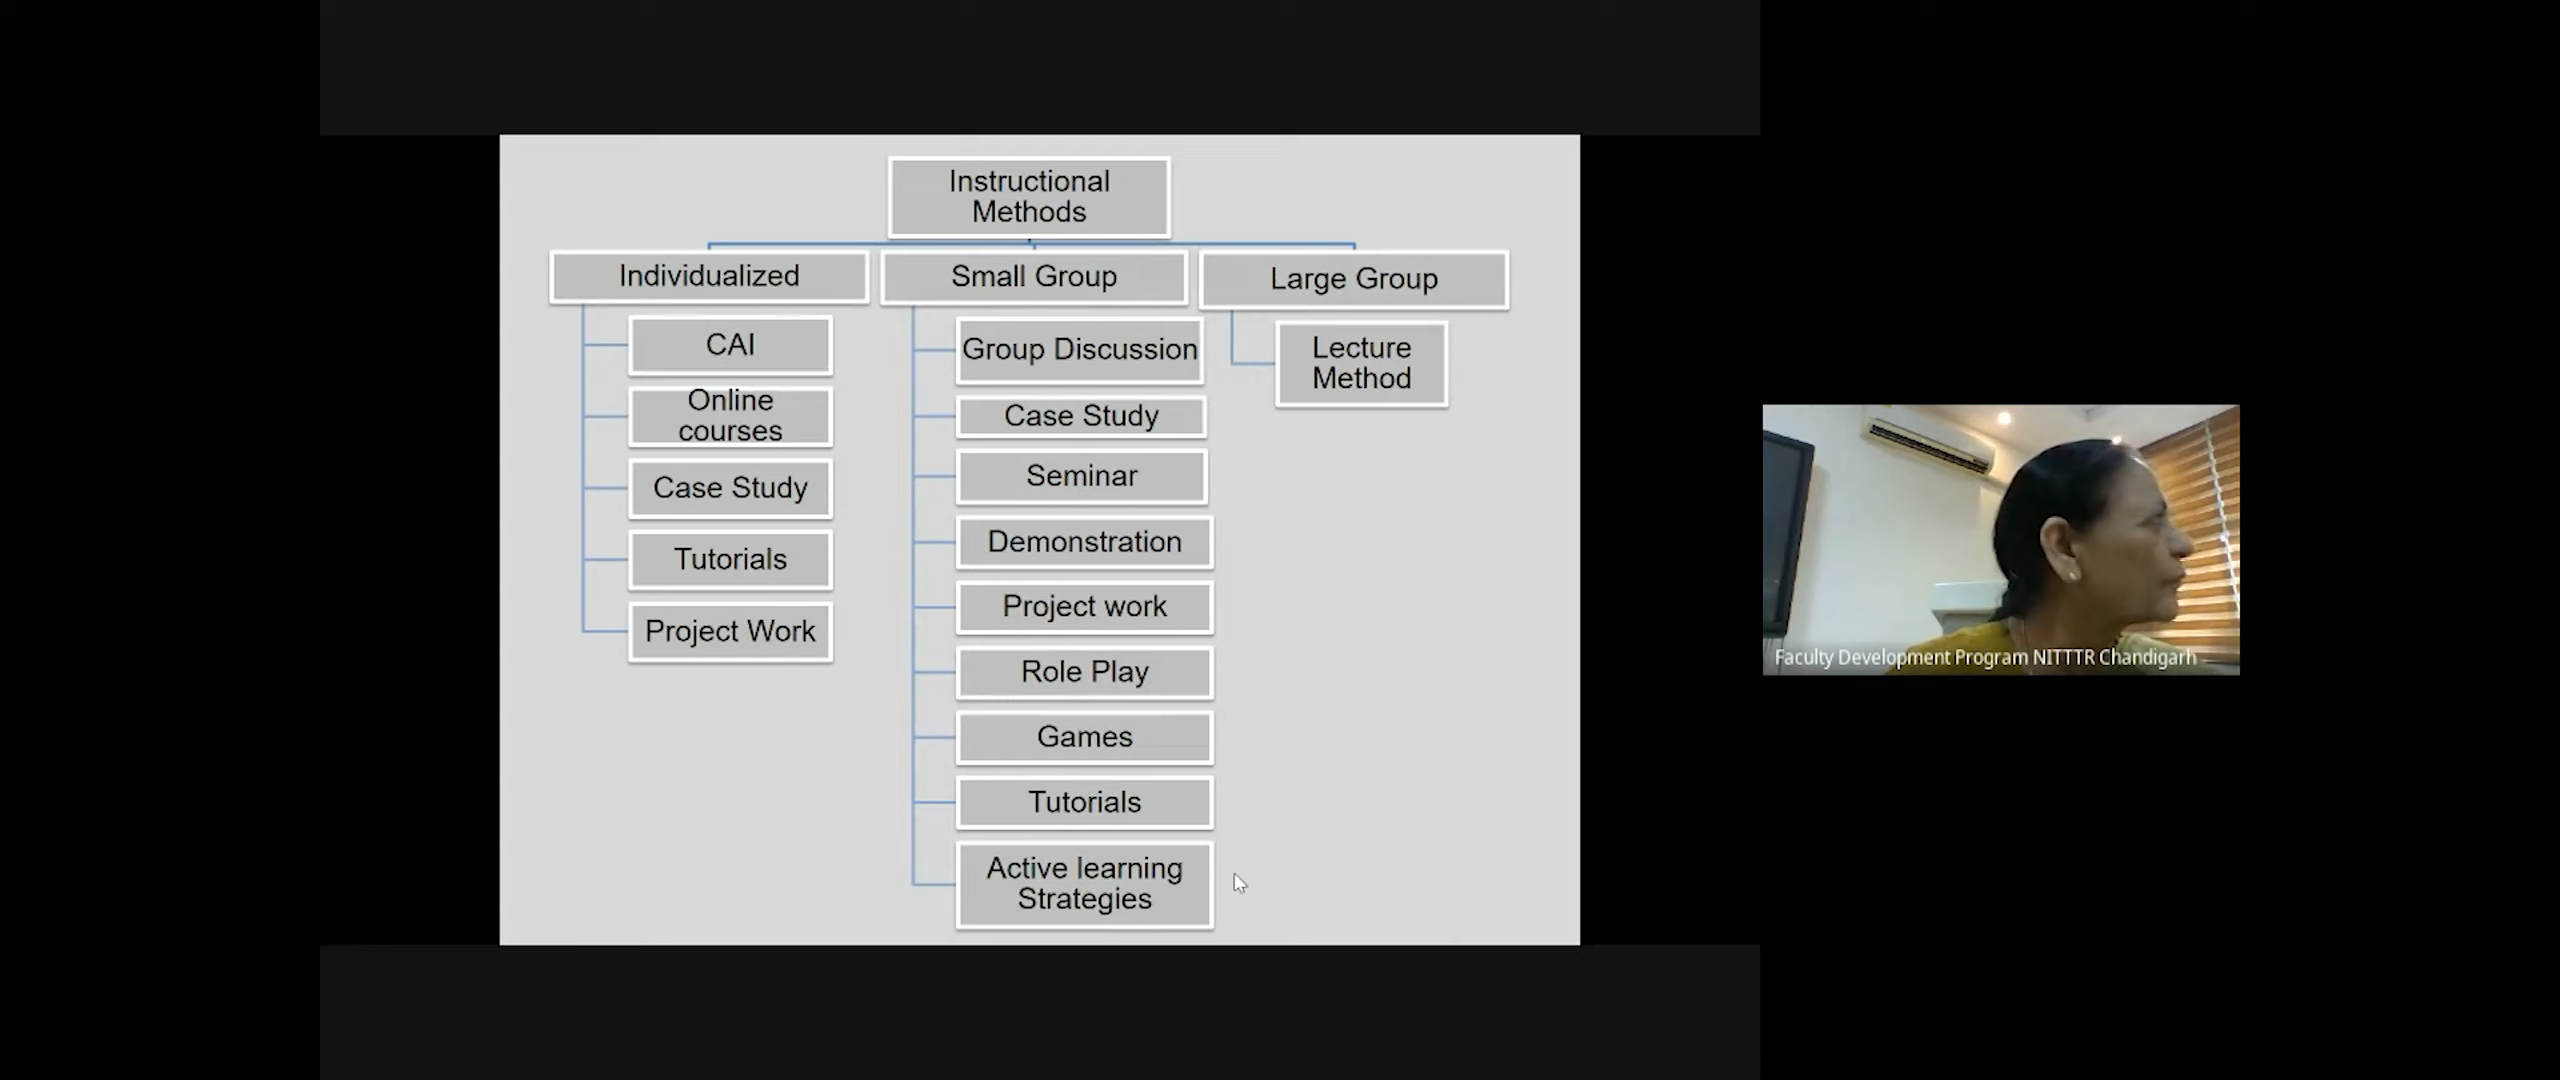 Instructional
Methods
Individualized
CAI
Online
courses
Case Study
Tutorials
Project Work
Small Group
Group Discussion
Case Study
Seminar
Demonstration
Project work
Role Play
Games
Tutorials
Active learning
Strategies
Large Group
Lecture
Method
Faculty Development Program NITTTR Chandigarh